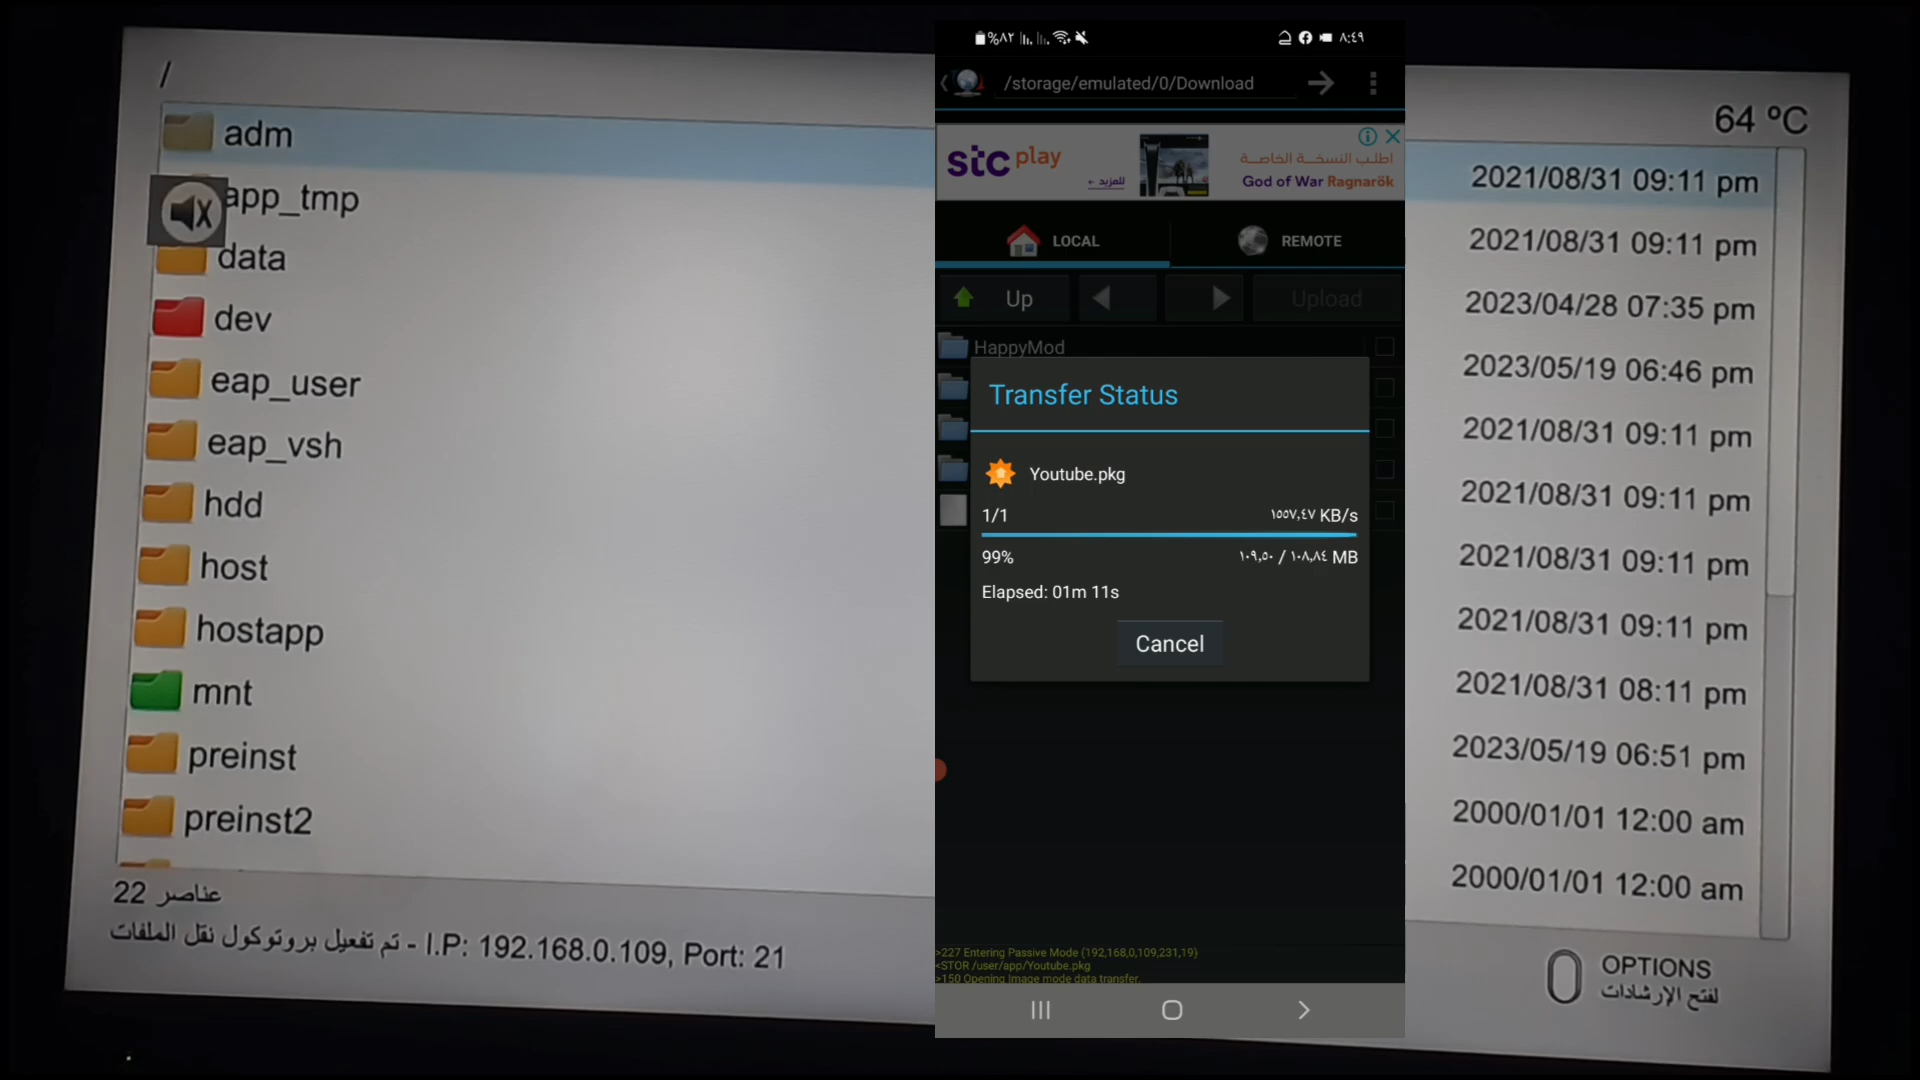 /
64 ºC
adm
2021/08/31 09:11 pm
app_tmp
2021/08/31 09:11 pm
data
2023/04/28 07:35 pm
dev
2023/05/19 06:46 pm
eap_user
2021/08/31 09:11 pm
eap_vsh
2021/08/31 09:11 pm
hdd
2021/08/31 09:11 pm
host
2021/08/31 09:11 pm
hostapp
2021/08/31 08:11 pm
mnt
2023/05/19 06:51 pm
preinst
2000/01/01 12:00 am
preinst2
2000/01/01 12:00 am
22 عناصر
تم تفعيل بروتوكول نقل الملفات - I.P: 192.168.0.109, Port: 21
OPTIONS
لفتح الإرشادات
%٨٢
٨:٤٩
/storage/emulated/0/Download
stc play
للمزيد
اطلب النسخة الخاصة
God of War Ragnarök
LOCAL
REMOTE
Up
Upload
HappyMod
Transfer Status
Youtube.pkg
1/1
١٥٥٧,٤٧ KB/s
99%
١٠٩,٥٠ / ١٠٨,٨٤ MB
Elapsed: 01m 11s
Cancel
>227 Entering Passive Mode (192,168,0,109,231,19)
<STOR /user/app/Youtube.pkg
>150 Opening Image mode data transfer.